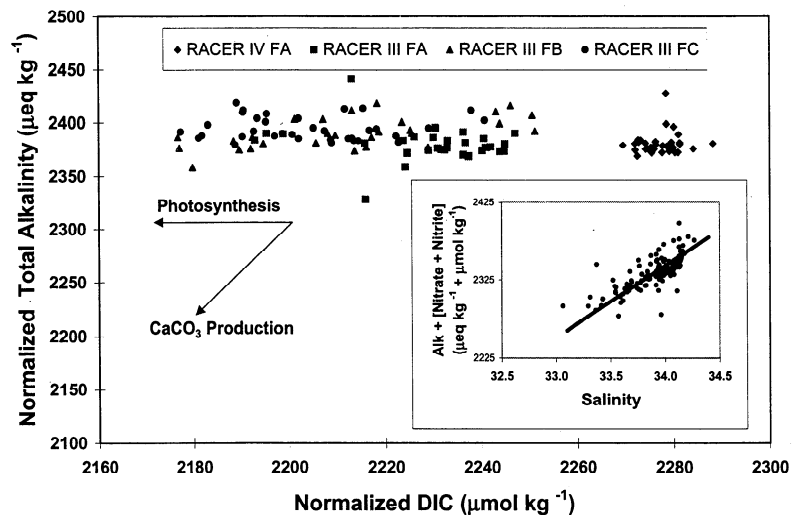 ◆ RACER IV FA ■ RACER III FA ▲ RACER III FB ● RACER III FC
Normalized Total Alkalinity (µeq kg⁻¹)
2500
2450
2400
2350
2300
2250
2200
2150
2100
Photosynthesis
CaCO₃ Production
Alk + [Nitrate + Nitrite]
(µeq kg⁻¹ + µmol kg⁻¹)
2425
2325
2225
32.5 33.0 33.5 34.0 34.5
Salinity
2160 2180 2200 2220 2240 2260 2280 2300
Normalized DIC (µmol kg⁻¹)